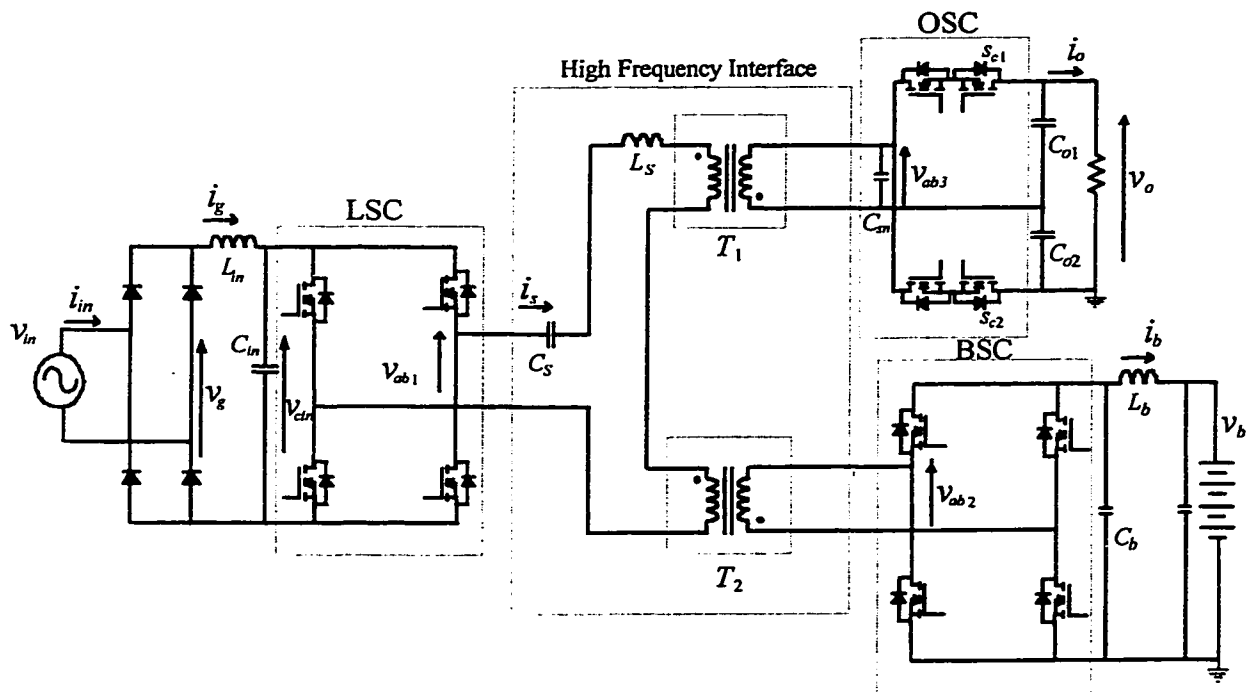 OSC
High Frequency Interface
s_c1
i_o
L_s
C_o1
v_ab3
v_o
i_g
LSC
T_1
C_sn
C_o2
L_in
i_in
i_s
s_c2
BSC
v_in
C_in
v_ab1
C_s
i_b
v_g
v_cin
L_b
v_b
v_ab2
C_b
T_2